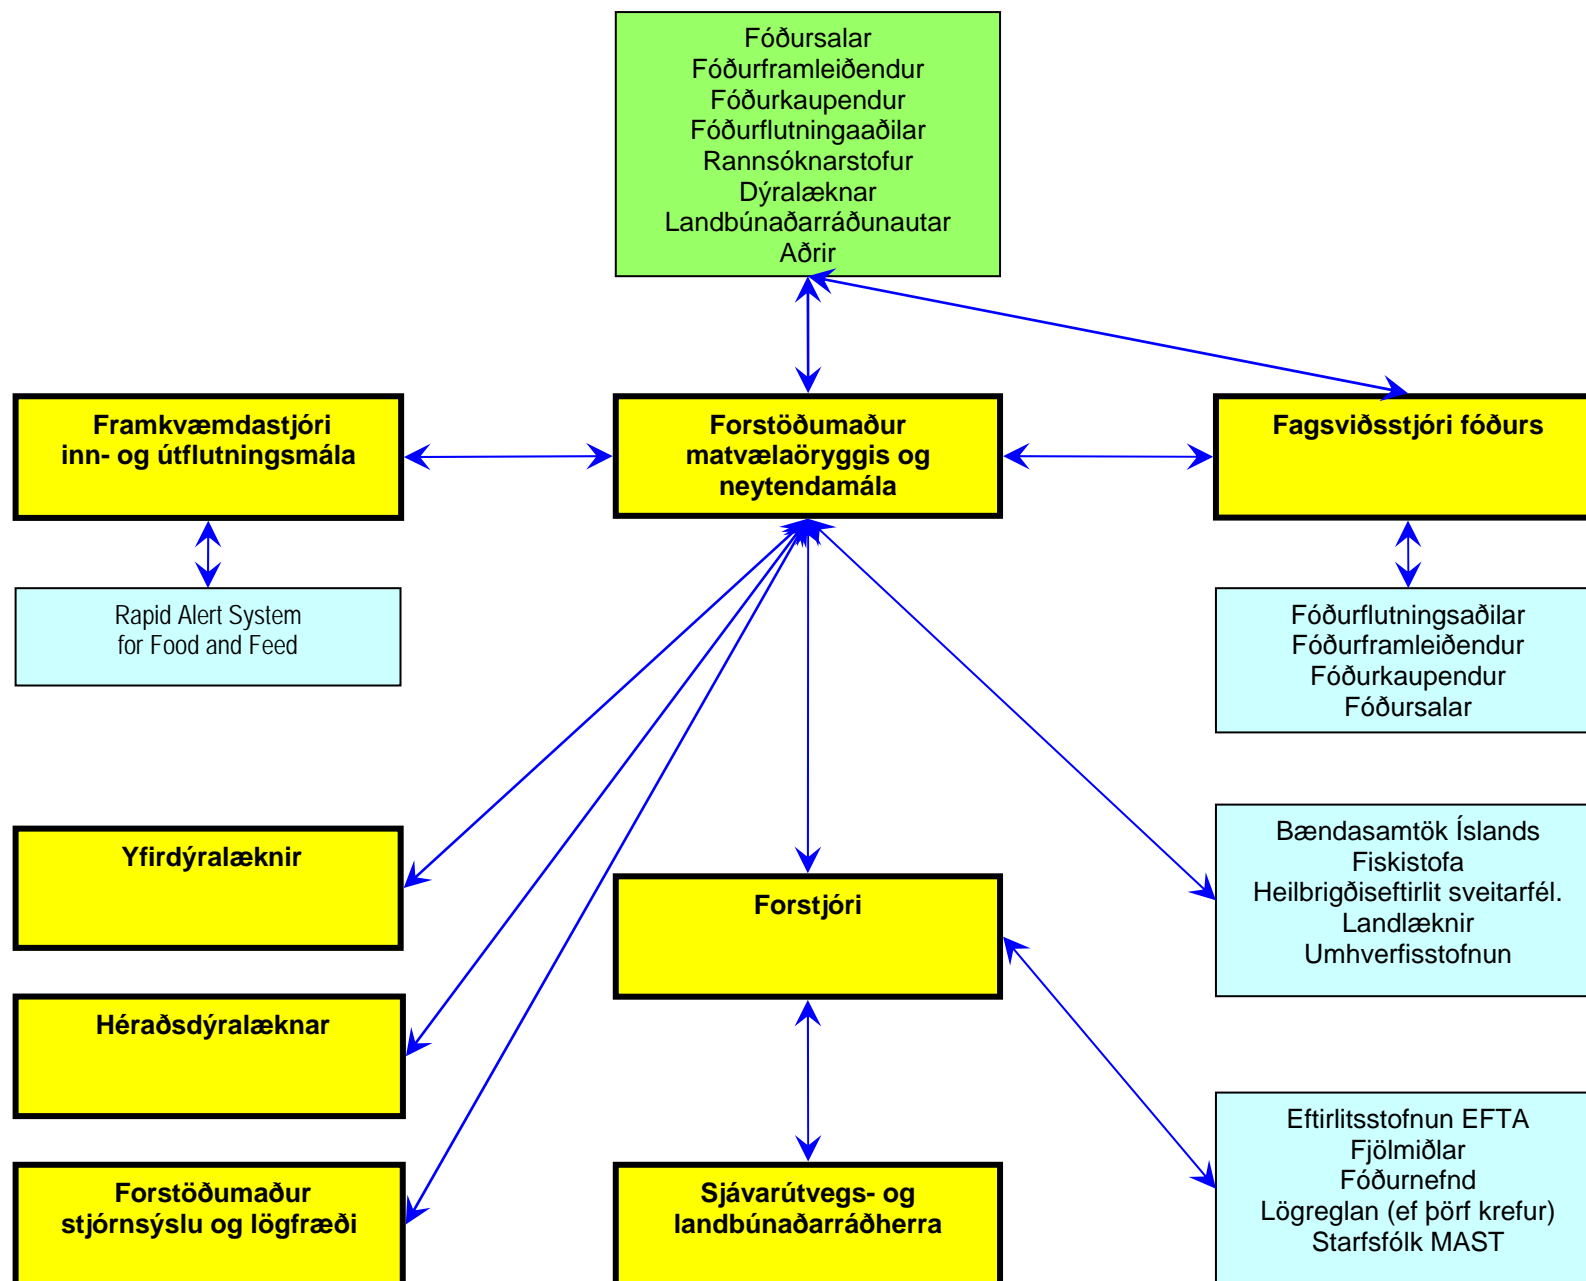 Fóðursalar
Fóðurframleiðendur
Fóðurkaupendur
Fóðurflutningaaðilar
Rannsóknarstofur
Dýralæknar
Landbúnaðarráðunautar
Aðrir
Framkvæmdastjóri
inn- og útflutningsmála
Forstöðumaður
matvælaöryggis og
neytendamála
Fagsviðsstjóri fóðurs
Rapid Alert System
for Food and Feed
Fóðurflutningsaðilar
Fóðurframleiðendur
Fóðurkaupendur
Fóðursalar
Yfirdýralæknir
Forstjóri
Bændasamtök Íslands
Fiskistofa
Heilbrigðiseftirlit sveitarfél.
Landlæknir
Umhverfisstofnun
Héraðsdýralæknar
Forstöðumaður
stjórnsýslu og lögfræði
Sjávarútvegs- og
landbúnaðarráðherra
Eftirlitsstofnun EFTA
Fjölmiðlar
Fóðurnefnd
Lögreglan (ef þörf krefur)
Starfsfólk MAST